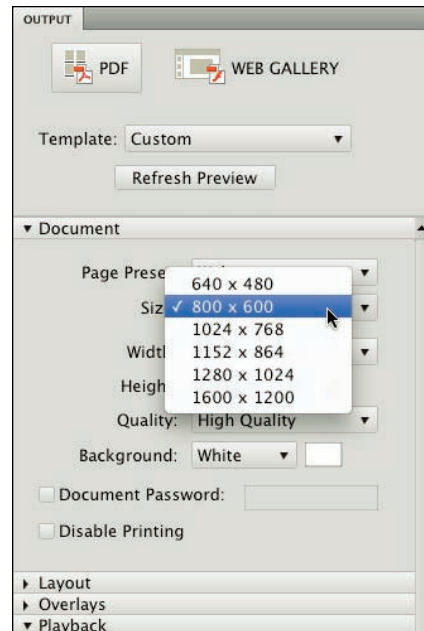 OUTPUT
PDF WEB GALLERY
Template: Custom
Refresh Preview
Document
Page Prese
640 x 480
Siz ✓ 800 x 600
1024 x 768
Widt
1152 x 864
1280 x 1024
Heigh
1600 x 1200
Quality: High Quality
Background: White
Document Password:
Disable Printing
Layout
Overlays
Playback